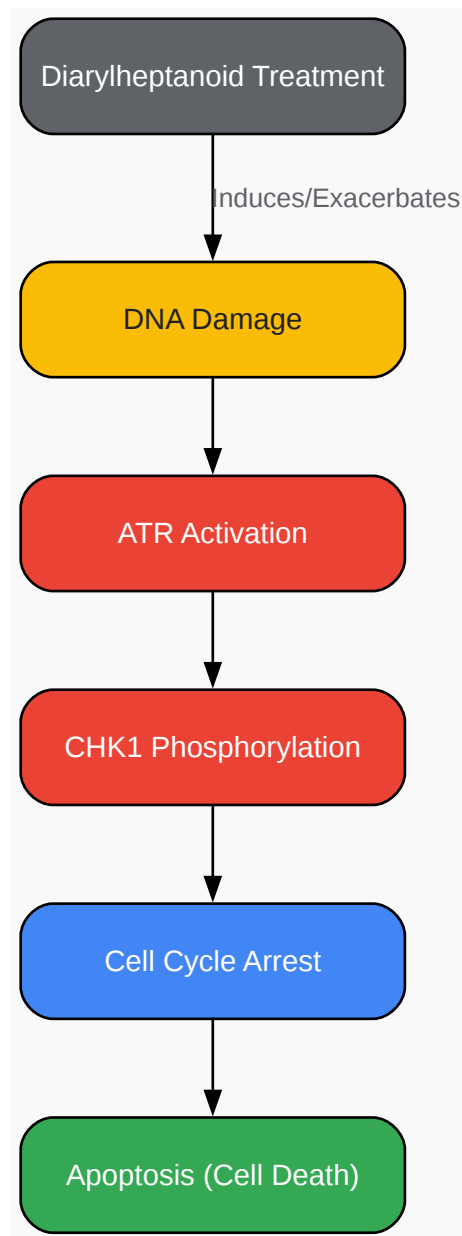 Diarylheptanoid Treatment
Induces/Exacerbates
DNA Damage
ATR Activation
CHK1 Phosphorylation
Cell Cycle Arrest
Apoptosis (Cell Death)